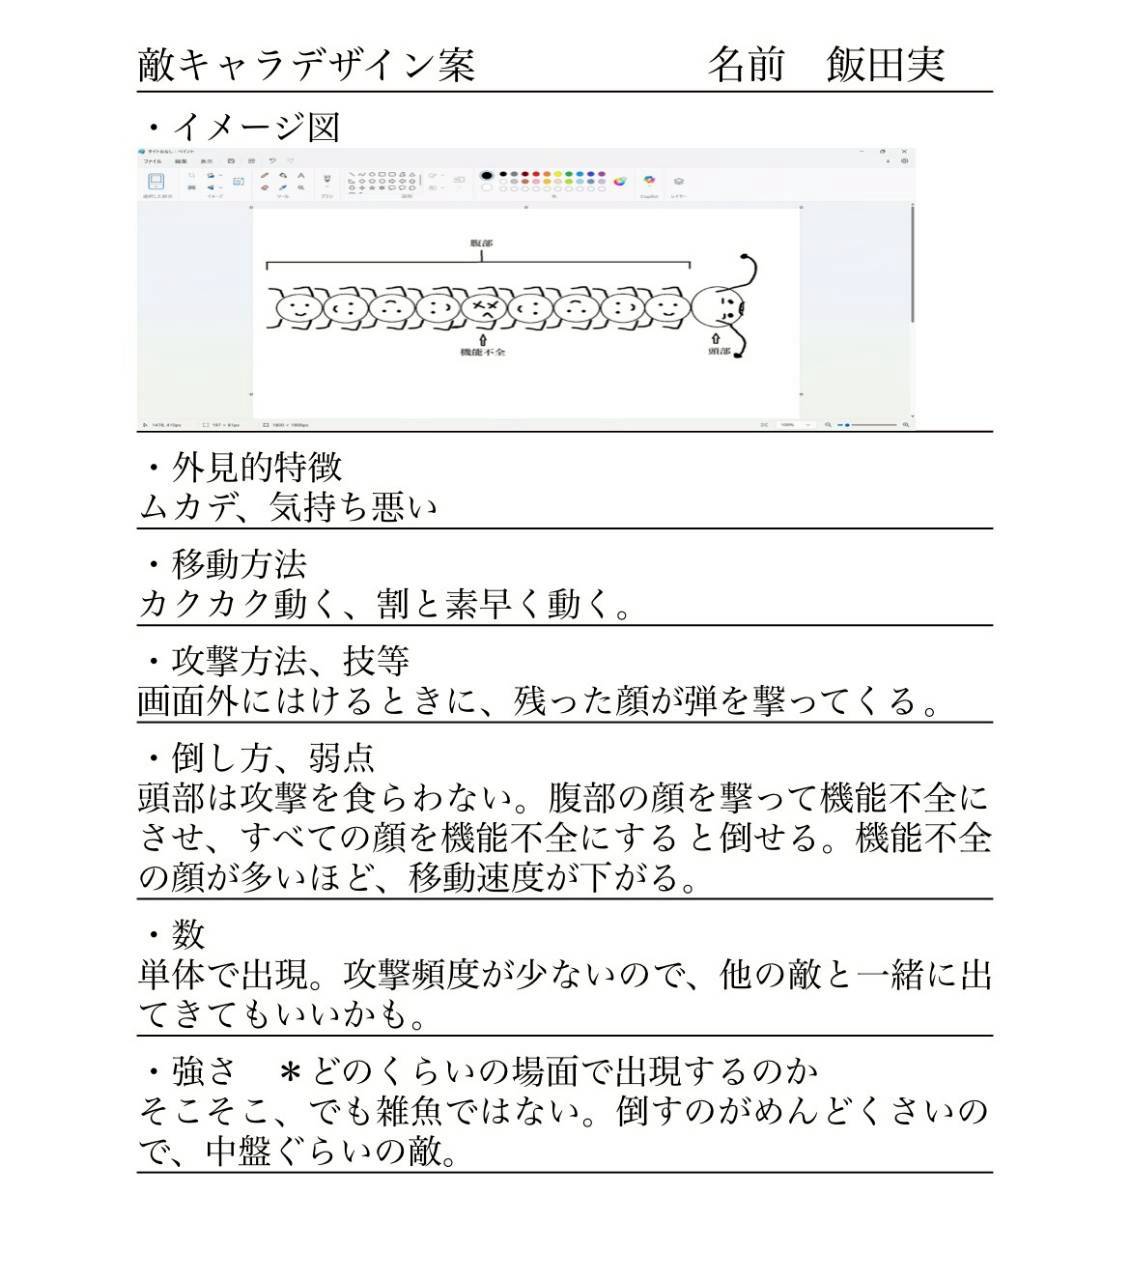 敵キャラデザイン案　名前　飯田実
・イメージ図
ファイル 編集 表示
腹部
機能不全
頭部
・外見的特徴
ムカデ、気持ち悪い
・移動方法
カクカク動く、割と素早く動く。
・攻撃方法、技等
画面外にはけるときに、残った顔が弾を撃ってくる。
・倒し方、弱点
頭部は攻撃を食らわない。腹部の顔を撃って機能不全に
させ、すべての顔を機能不全にすると倒せる。機能不全
の顔が多いほど、移動速度が下がる。
・数
単体で出現。攻撃頻度が少ないので、他の敵と一緒に出
てきてもいいかも。
・強さ　＊どのくらいの場面で出現するのか
そこそこ、でも雑魚ではない。倒すのがめんどくさいの
で、中盤ぐらいの敵。